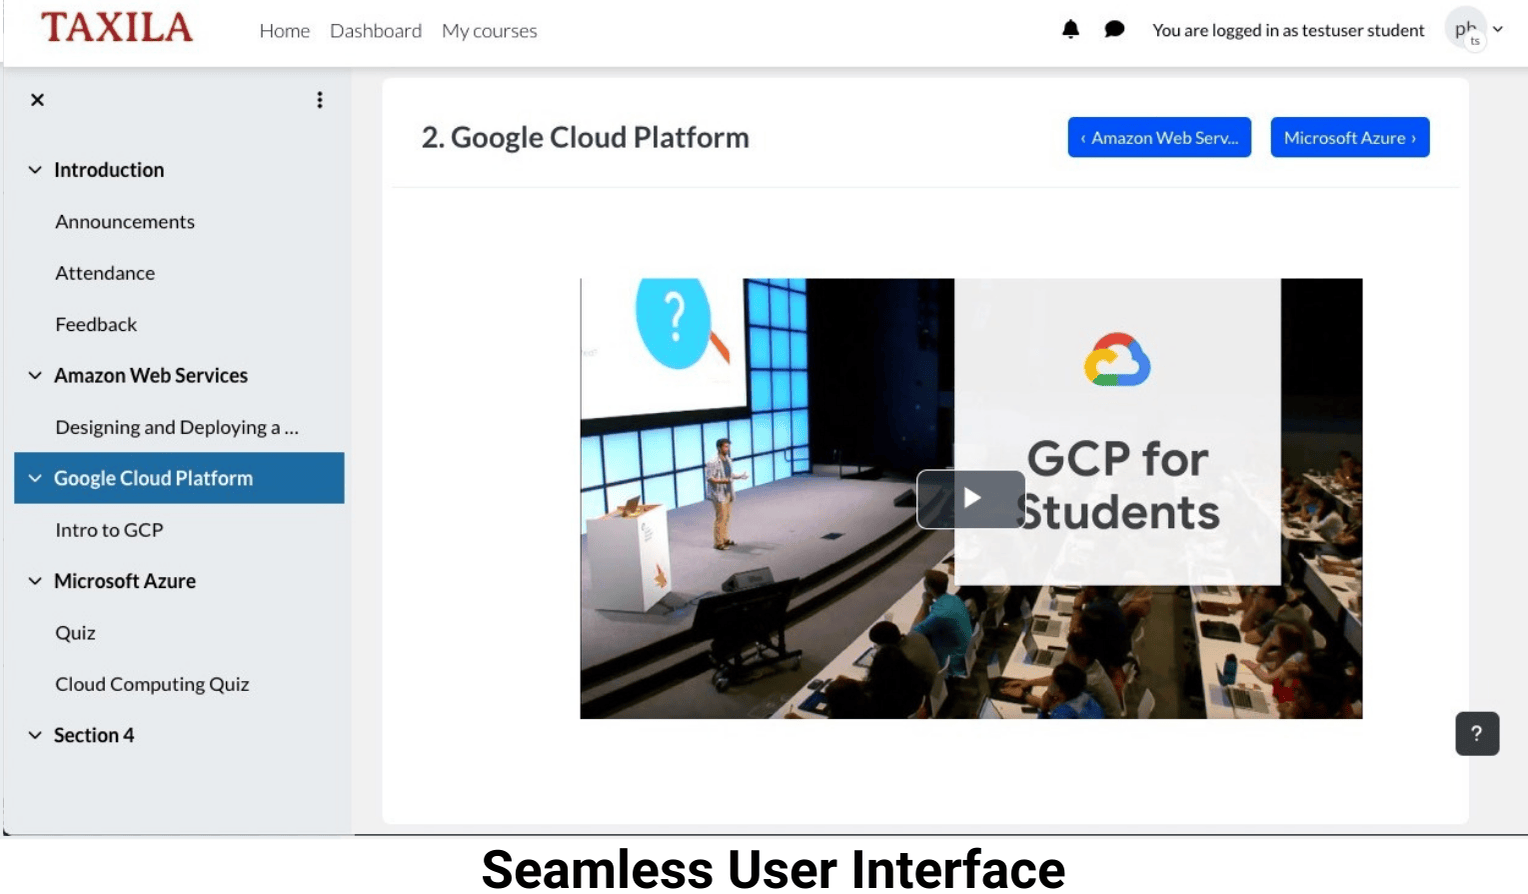 TAXILA
Home Dashboard My courses
You are logged in as testuser student
ph
ts
Introduction
Announcements
Attendance
Feedback
Amazon Web Services
Designing and Deploying a ...
Google Cloud Platform
Intro to GCP
Microsoft Azure
Quiz
Cloud Computing Quiz
Section 4
2. Google Cloud Platform
‹ Amazon Web Serv...
Microsoft Azure ›
?
GCP for
Students
?
Seamless User Interface